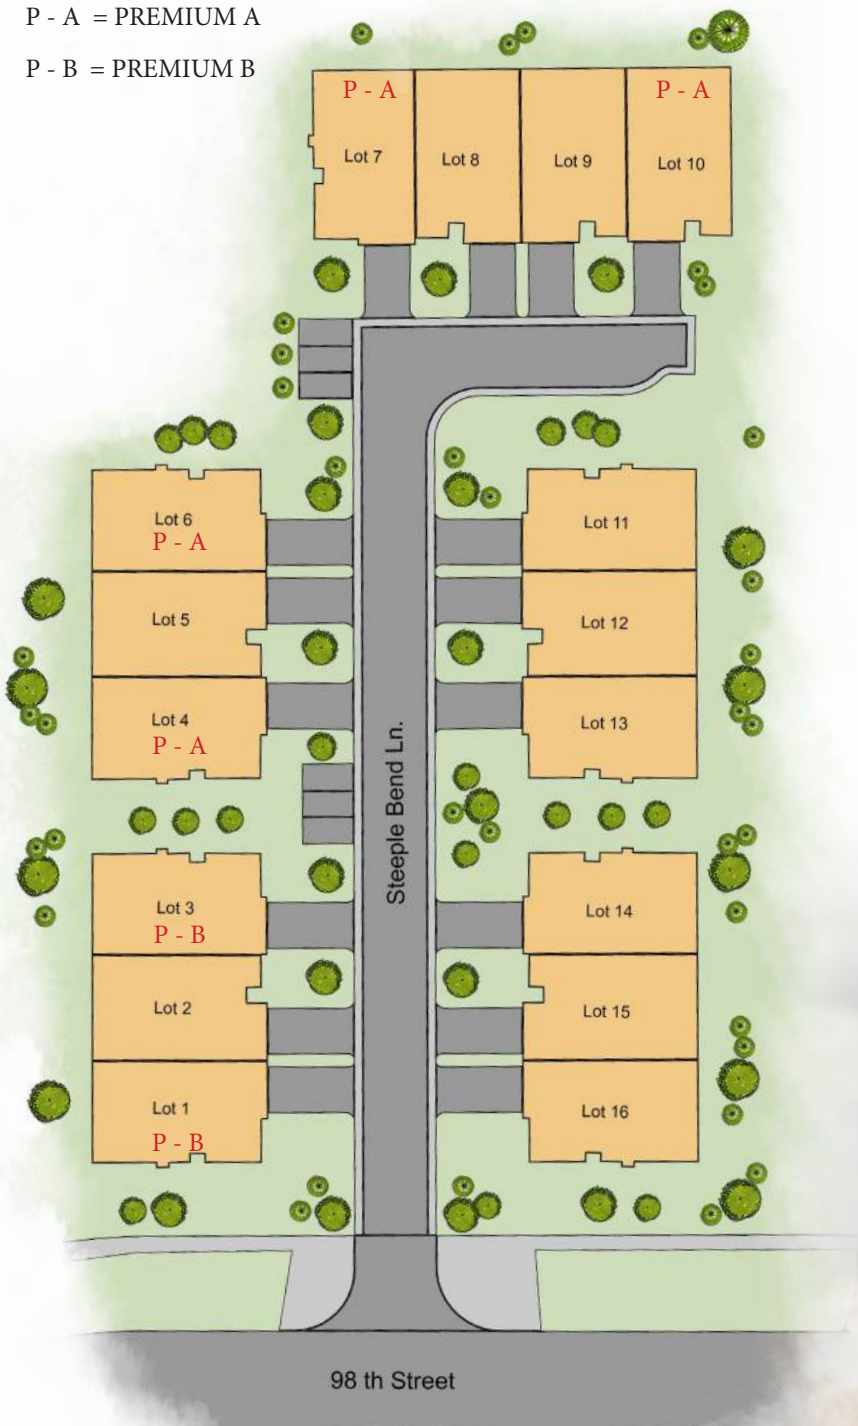 P - A = PREMIUM A
P - B = PREMIUM B
P - A
P - A
Lot 7
Lot 8
Lot 9
Lot 10
Lot 6
P - A
Lot 11
Lot 5
Lot 12
Lot 4
P - A
Lot 13
Steeple Bend Ln.
Lot 3
P - B
Lot 14
Lot 2
Lot 15
Lot 1
P - B
Lot 16
98 th Street